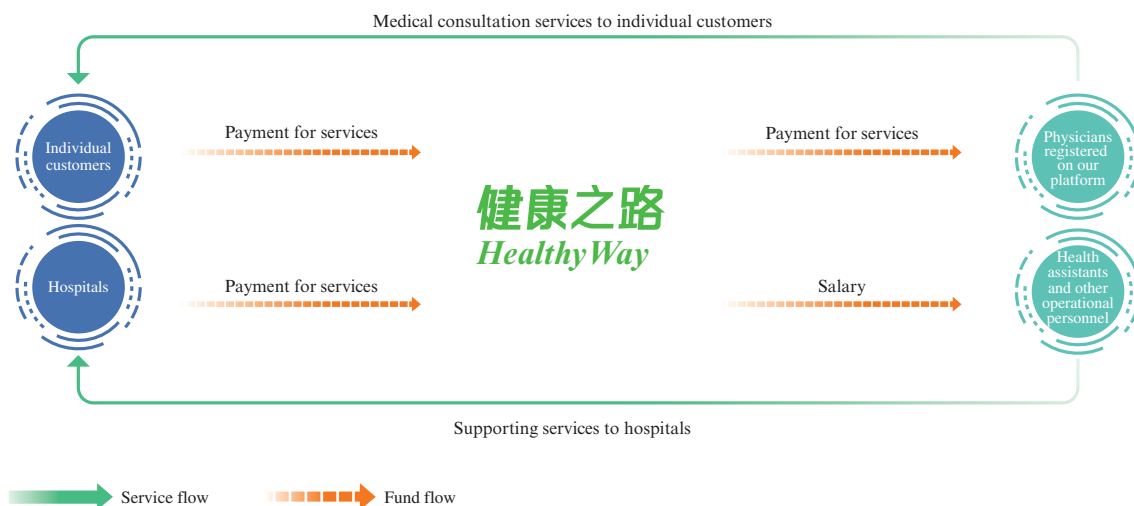 Medical consultation services to individual customers
Individual
customers
Payment for services
Payment for services
Physicians
registered
on our
platform
健康之路
HealthyWay
Hospitals
Payment for services
Salary
Health
assistants
and other
operational
personnel
Supporting services to hospitals
Service flow
Fund flow